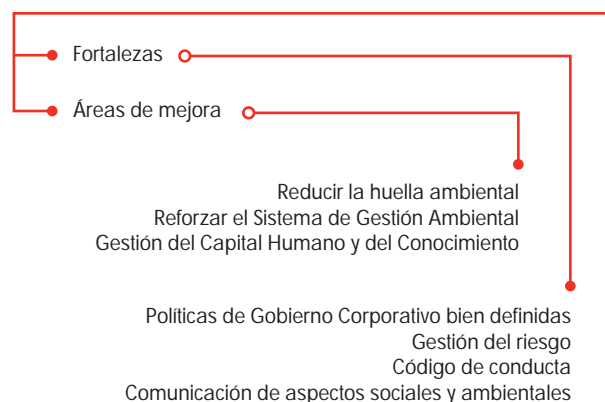 Fortalezas
Áreas de mejora
Reducir la huella ambiental
Reforzar el Sistema de Gestión Ambiental
Gestión del Capital Humano y del Conocimiento
Políticas de Gobierno Corporativo bien definidas
Gestión del riesgo
Código de conducta
Comunicación de aspectos sociales y ambientales